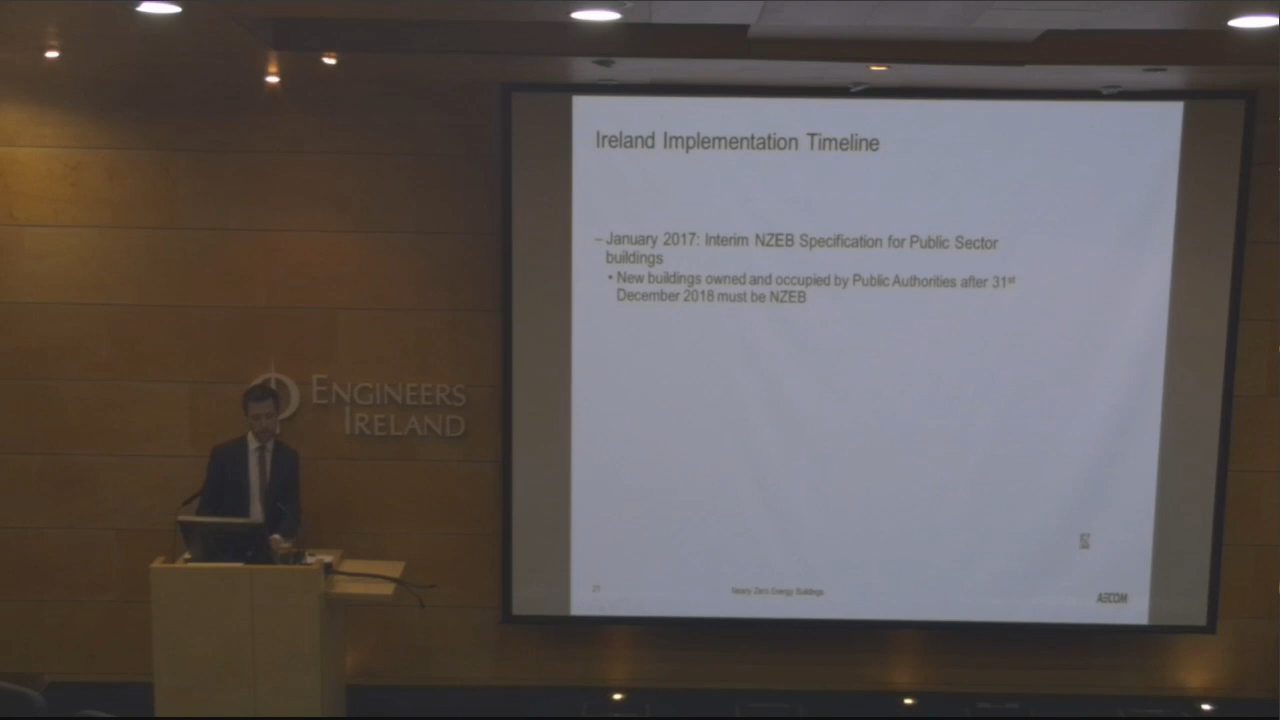 Ireland Implementation Timeline
– January 2017: Interim NZEB Specification for Public Sector
buildings
• New buildings owned and occupied by Public Authorities after 31st
December 2018 must be NZEB
ENGINEERS
IRELAND
Nearly Zero Energy Buildings
AECOM